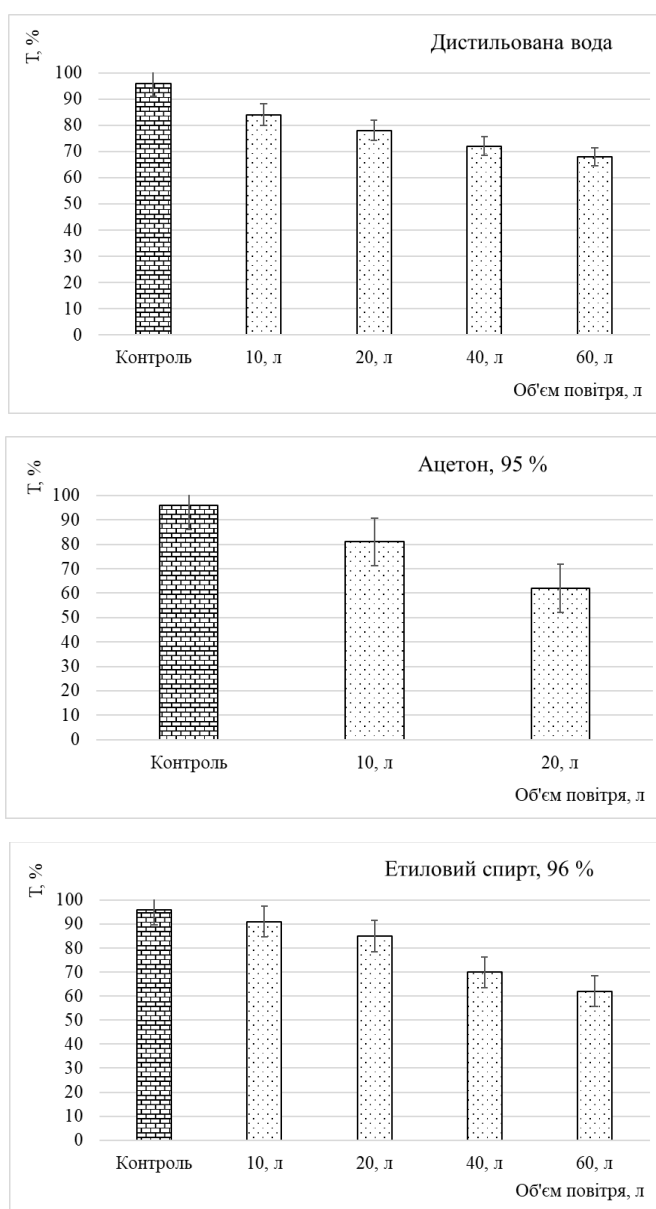 Дистильована вода
Т, %
100
90
80
70
60
50
40
30
20
10
0
Контроль 10, л 20, л 40, л 60, л
Об'єм повітря, л
Ацетон, 95 %
Т, %
100
90
80
70
60
50
40
30
20
10
0
Контроль 10, л 20, л
Об'єм повітря, л
Етиловий спирт, 96 %
Т, %
100
90
80
70
60
50
40
30
20
10
0
Контроль 10, л 20, л 40, л 60, л
Об'єм повітря, л